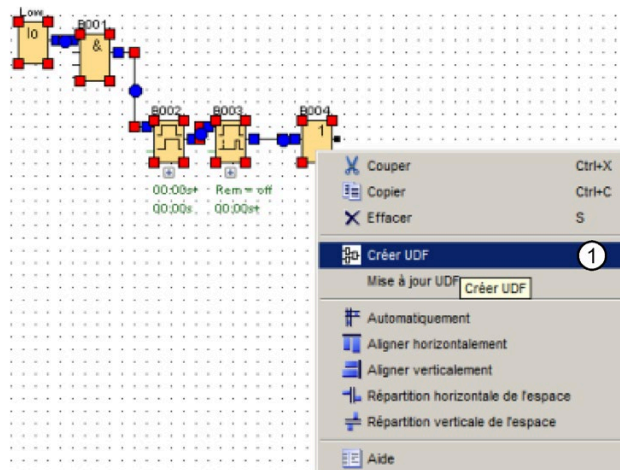 Low
lo
B001
&
B002
B003
B004
1
00:00s+
00:00s
Rem = off
00:00s+
Couper Ctrl+X
Copier Ctrl+C
Effacer S
Créer UDF 1
Mise à jour UDF
Créer UDF
Automatiquement
Aligner horizontalement
Aligner verticalement
Répartition horizontale de l'espace
Répartition verticale de l'espace
Aide